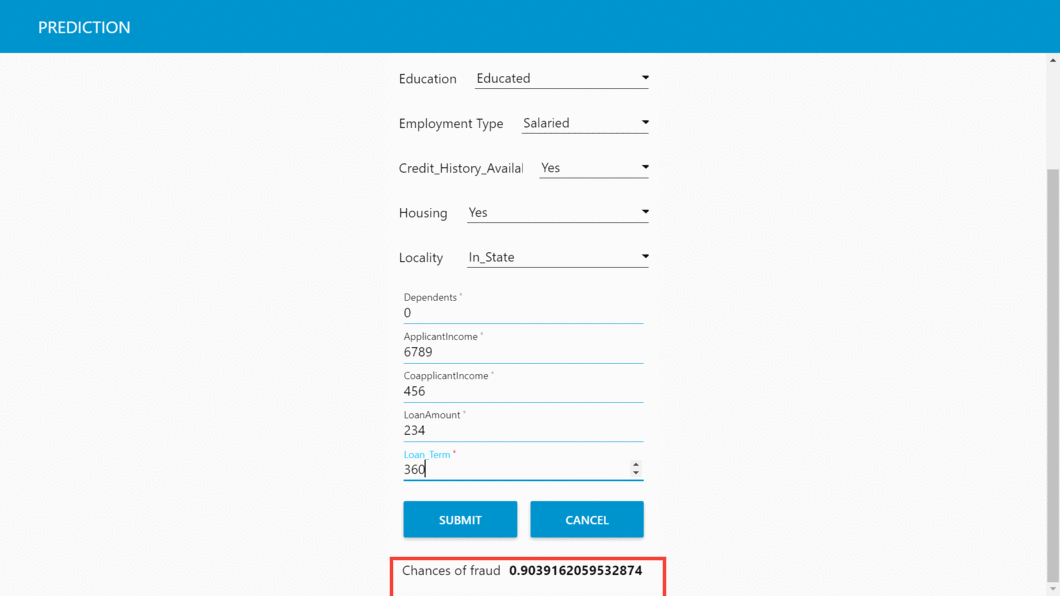 PREDICTION
Education Educated
Employment Type Salaried
Credit_History_Availa Yes
Housing Yes
Locality In_State
Dependents *
0
ApplicantIncome *
6789
CoapplicantIncome *
456
LoanAmount *
234
Loan_Term *
360
SUBMIT CANCEL
Chances of fraud 0.9039162059532874